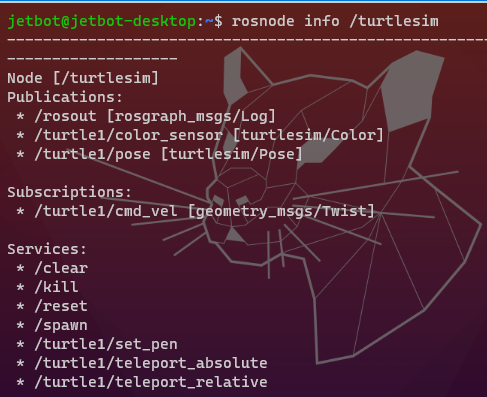 jetbot@jetbot-desktop:~$ rosnode info /turtlesim
--------------------------------------------------
------------------
Node [/turtlesim]
Publications:
 * /rosout [rosgraph_msgs/Log]
 * /turtle1/color_sensor [turtlesim/Color]
 * /turtle1/pose [turtlesim/Pose]

Subscriptions:
 * /turtle1/cmd_vel [geometry_msgs/Twist]

Services:
 * /clear
 * /kill
 * /reset
 * /spawn
 * /turtle1/set_pen
 * /turtle1/teleport_absolute
 * /turtle1/teleport_relative